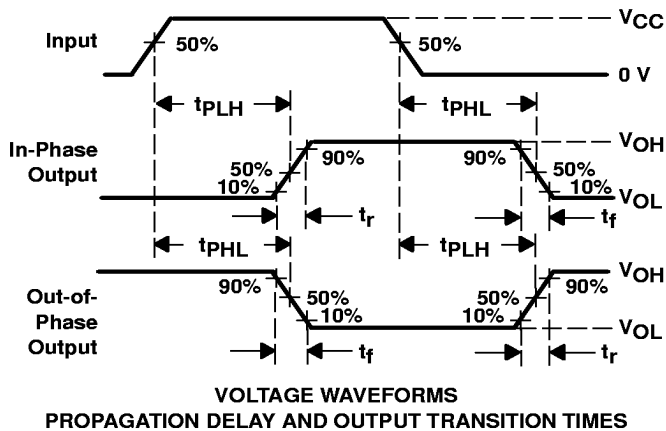 VCC
Input
50%
50%
0 V
tPLH
tPHL
In-Phase
Output
VOH
90%
90%
50%
50%
10%
10%
VOL
tr
tf
tPHL
tPLH
Out-of-
Phase
Output
VOH
90%
90%
50%
50%
10%
10%
VOL
tf
tr
VOLTAGE WAVEFORMS
PROPAGATION DELAY AND OUTPUT TRANSITION TIMES